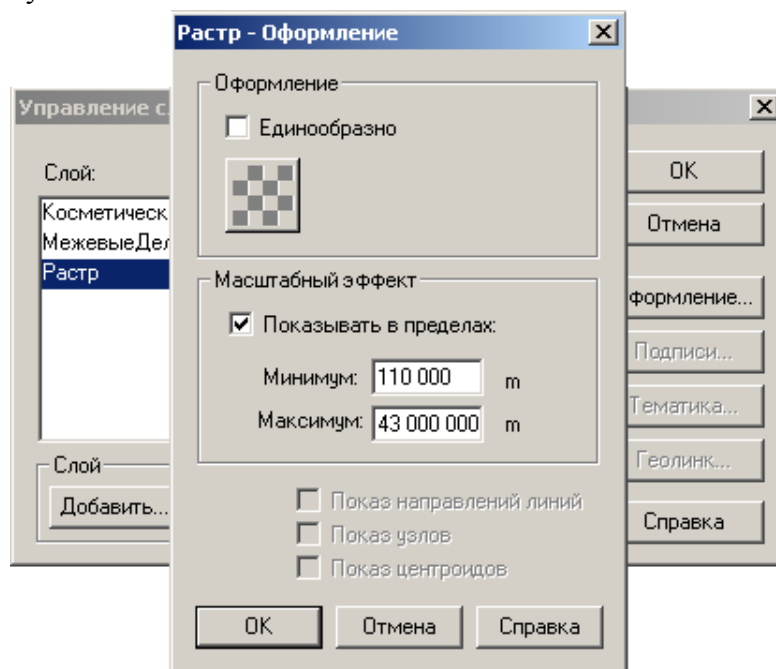 Растр - Оформление
Оформление
Единообразно
Масштабный эффект
Показывать в пределах:
Минимум: 110 000 m
Максимум: 43 000 000 m
Показ направлений линий
Показ узлов
Показ центроидов
OK Отмена Справка
Управление с
Слой:
Косметическ
МежевыеДел
Растр
Слой
Добавить...
OK
Отмена
формление...
Подписи...
Тематика...
Геолинк...
Справка